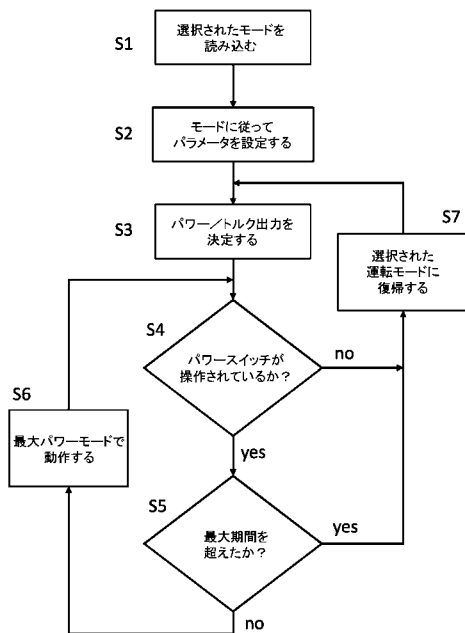 S1
選択されたモードを
読み込む
S2
モードに従って
パラメータを設定する
S3
パワー／トルク出力を
決定する
S7
選択された
運転モードに
復帰する
S4
パワースイッチが
操作されているか？
no
yes
S6
最大パワーモードで
動作する
S5
最大期間を
超えたか？
yes
no